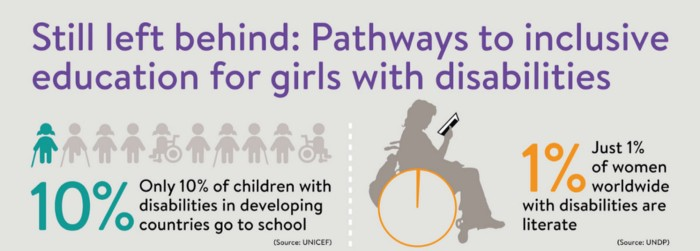 Still left behind: Pathways to inclusive
education for girls with disabilities
10%
Only 10% of children with
disabilities in developing
countries go to school
(Source: UNICEF)
1%
Just 1%
of women
worldwide
with disabilities are
literate
(Source: UNDP)